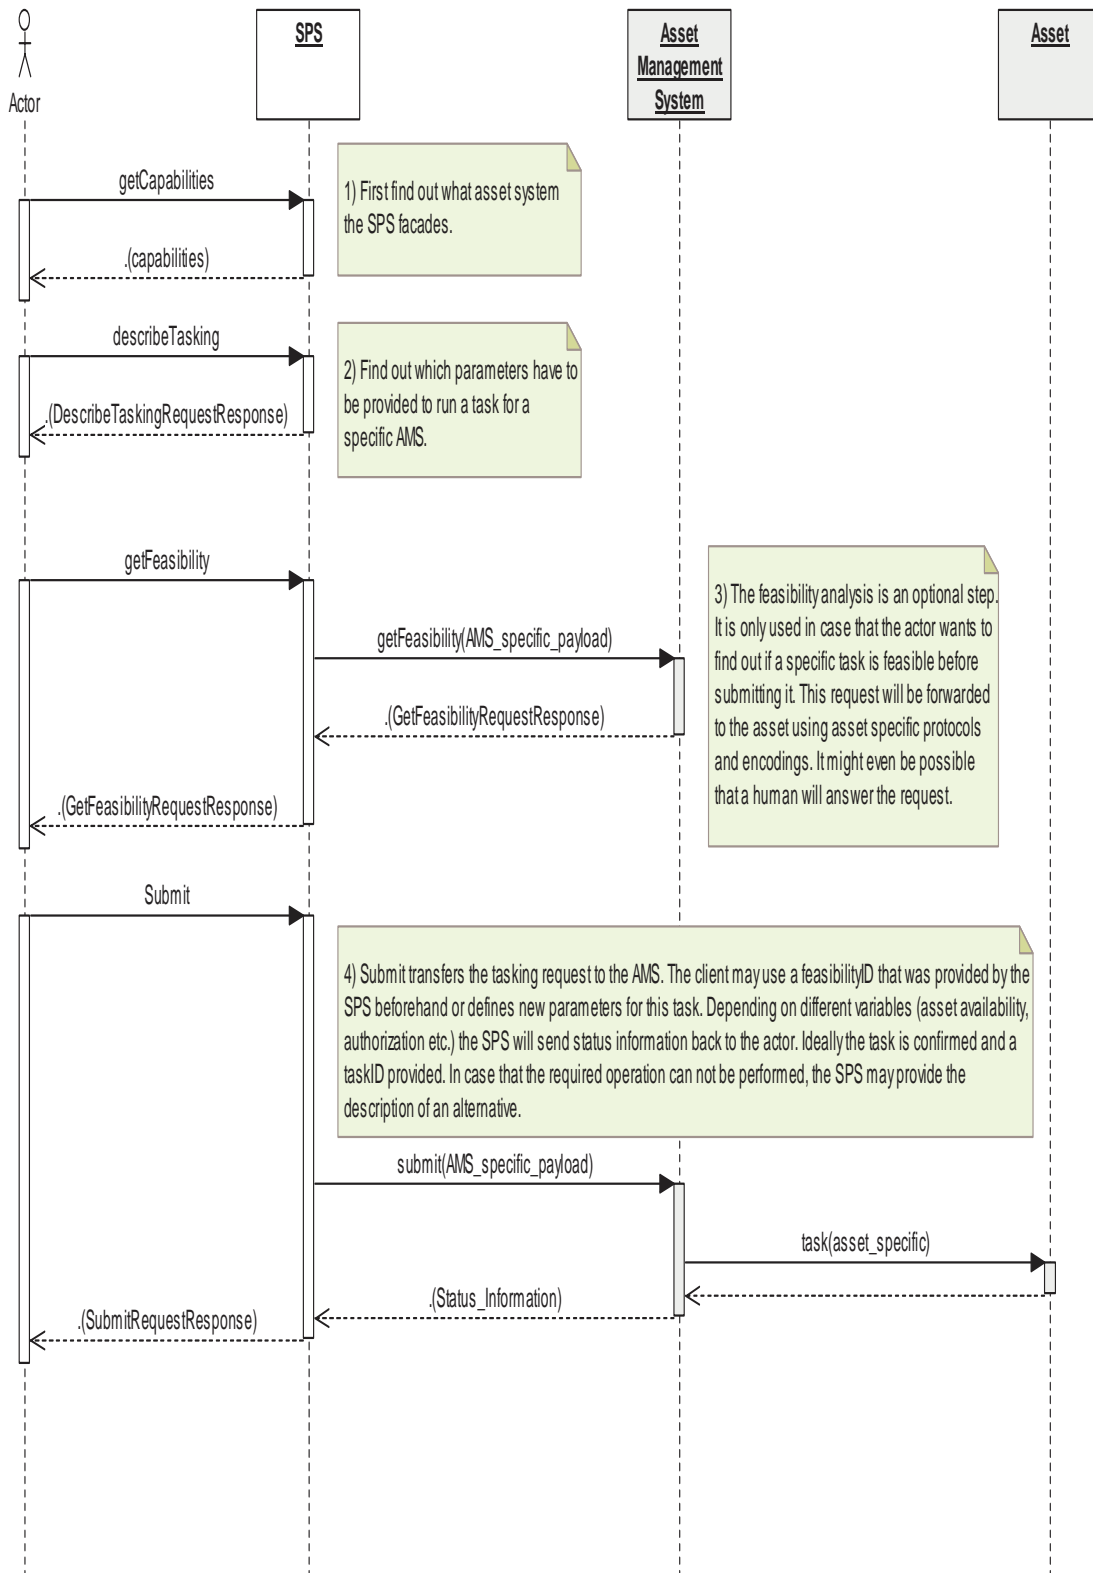 Actor
SPS
Asset
Management
System
Asset
getCapabilities
1) First find out what asset system
the SPS facades.
.(capabilities)
describeTasking
2) Find out which parameters have to
be provided to run a task for a
specific AMS.
.(DescribeTaskingRequestResponse)
getFeasibility
getFeasibility(AMS_specific_payload)
.(GetFeasibilityRequestResponse)
3) The feasibility analysis is an optional step.
It is only used in case that the actor wants to
find out if a specific task is feasible before
submitting it. This request will be forwarded
to the asset using asset specific protocols
and encodings. It might even be possible
that a human will answer the request.
.(GetFeasibilityRequestResponse)
Submit
4) Submit transfers the tasking request to the AMS. The client may use a feasibilityID that was provided by the
SPS beforehand or defines new parameters for this task. Depending on different variables (asset availability,
authorization etc.) the SPS will send status information back to the actor. Ideally the task is confirmed and a
taskID provided. In case that the required operation can not be performed, the SPS may provide the
description of an alternative.
submit(AMS_specific_payload)
task(asset_specific)
.(Status_Information)
.(SubmitRequestResponse)